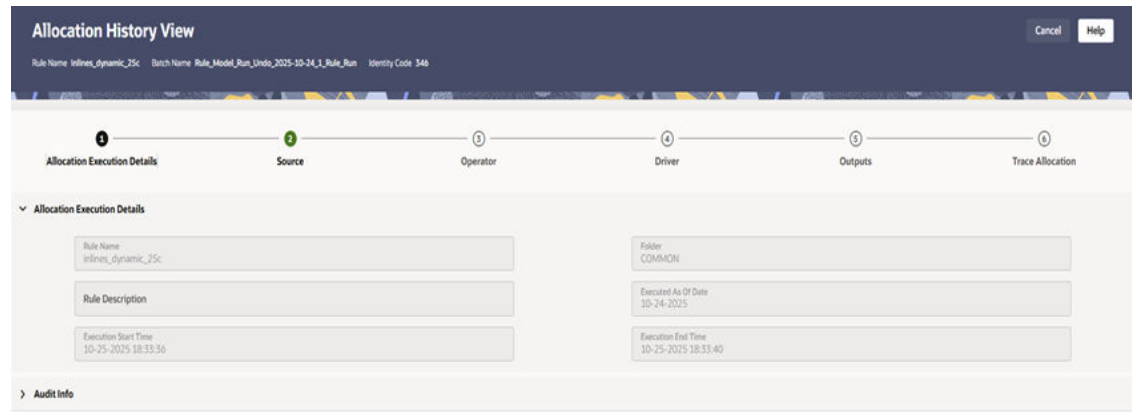 Allocation History View
Cancel
Help
Rule Name Inlines_dynamic_25c Batch Name Rule_Model_Run_Undo_2025-10-24_1_Rule_Run Identity Code 346
1 2 3 4 5 6
Allocation Execution Details Source Operator Driver Outputs Trace Allocation
Allocation Execution Details
Rule Name
inlines_dynamic_25c
Folder
COMMON
Rule Description
Executed As Of Date
10-24-2025
Execution Start Time
10-25-2025 18:33:36
Execution End Time
10-25-2025 18:33:40
Audit Info